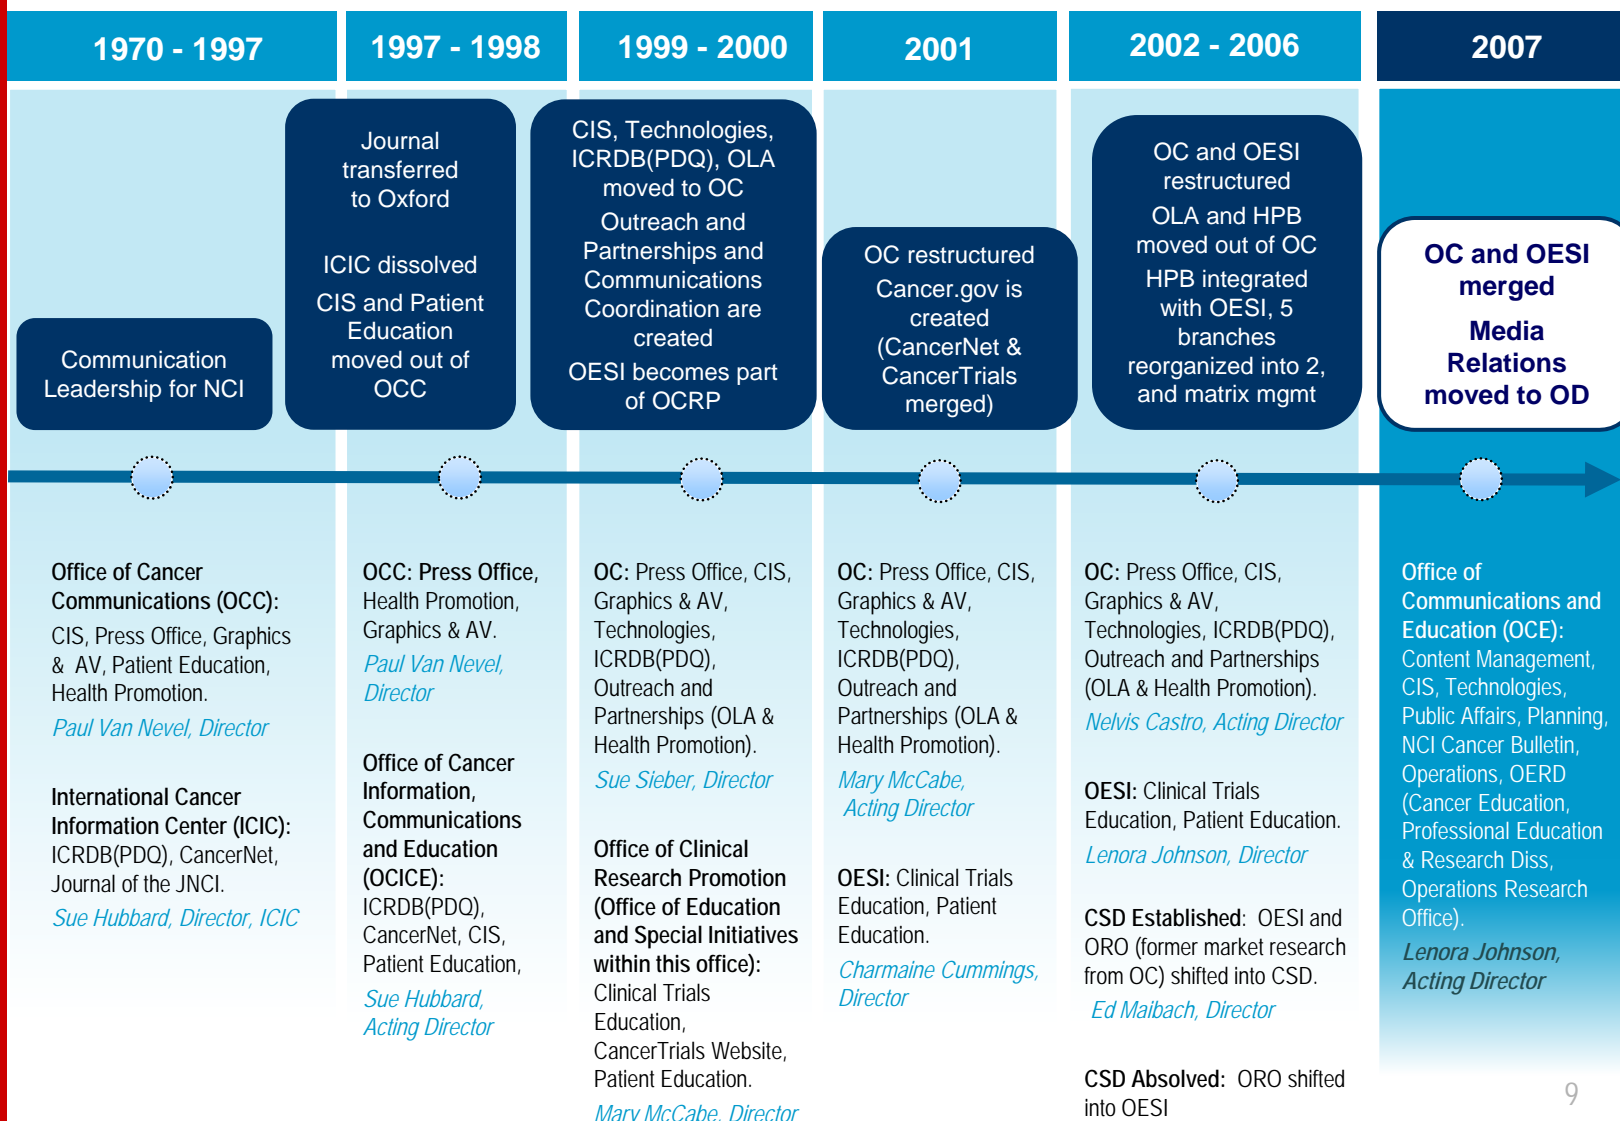 1970 - 1997
1997 - 1998
1999 - 2000
2001
2002 - 2006
2007
Communication
Leadership for NCI
Journal
transferred
to Oxford
ICIC dissolved
CIS and Patient
Education
moved out of
OCC
CIS, Technologies,
ICRDB(PDQ), OLA
moved to OC
Outreach and
Partnerships and
Communications
Coordination are
created
OESI becomes part
of OCRP
OC restructured
Cancer.gov is
created
(CancerNet &
CancerTrials
merged)
OC and OESI
restructured
OLA and HPB
moved out of OC
HPB integrated
with OESI, 5
branches
reorganized into 2,
and matrix mgmt
OC and OESI
merged
Media
Relations
moved to OD
Office of Cancer
Communications (OCC):
CIS, Press Office, Graphics
& AV, Patient Education,
Health Promotion.
Paul Van Nevel, Director
International Cancer
Information Center (ICIC):
ICRDB(PDQ), CancerNet,
Journal of the JNCI.
Sue Hubbard, Director, ICIC
OCC: Press Office,
Health Promotion,
Graphics & AV.
Paul Van Nevel,
Director
Office of Cancer
Information,
Communications
and Education
(OCICE):
ICRDB(PDQ),
CancerNet, CIS,
Patient Education,
Sue Hubbard,
Acting Director
OC: Press Office, CIS,
Graphics & AV,
Technologies,
ICRDB(PDQ),
Outreach and
Partnerships (OLA &
Health Promotion).
Sue Sieber, Director
Office of Clinical
Research Promotion
(Office of Education
and Special Initiatives
within this office):
Clinical Trials
Education,
CancerTrials Website,
Patient Education.
Mary McCabe, Director
OC: Press Office, CIS,
Graphics & AV,
Technologies,
ICRDB(PDQ),
Outreach and
Partnerships (OLA &
Health Promotion).
Mary McCabe,
Acting Director
OESI: Clinical Trials
Education, Patient
Education.
Charmaine Cummings,
Director
OC: Press Office, CIS,
Graphics & AV,
Technologies, ICRDB(PDQ),
Outreach and Partnerships
(OLA & Health Promotion).
Nelvis Castro, Acting Director
OESI: Clinical Trials
Education, Patient Education.
Lenora Johnson, Director
CSD Established: OESI and
ORO (former market research
from OC) shifted into CSD.
Ed Maibach, Director
CSD Absolved: ORO shifted
into OESI
Office of
Communications and
Education (OCE):
Content Management,
CIS, Technologies,
Public Affairs, Planning,
NCI Cancer Bulletin,
Operations, OERD
(Cancer Education,
Professional Education
& Research Diss,
Operations Research
Office).
Lenora Johnson,
Acting Director
9